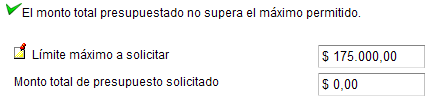 El monto total presupuestado no supera el máximo permitido.
Límite máximo a solicitar $ 175.000,00
Monto total de presupuesto solicitado $ 0,00